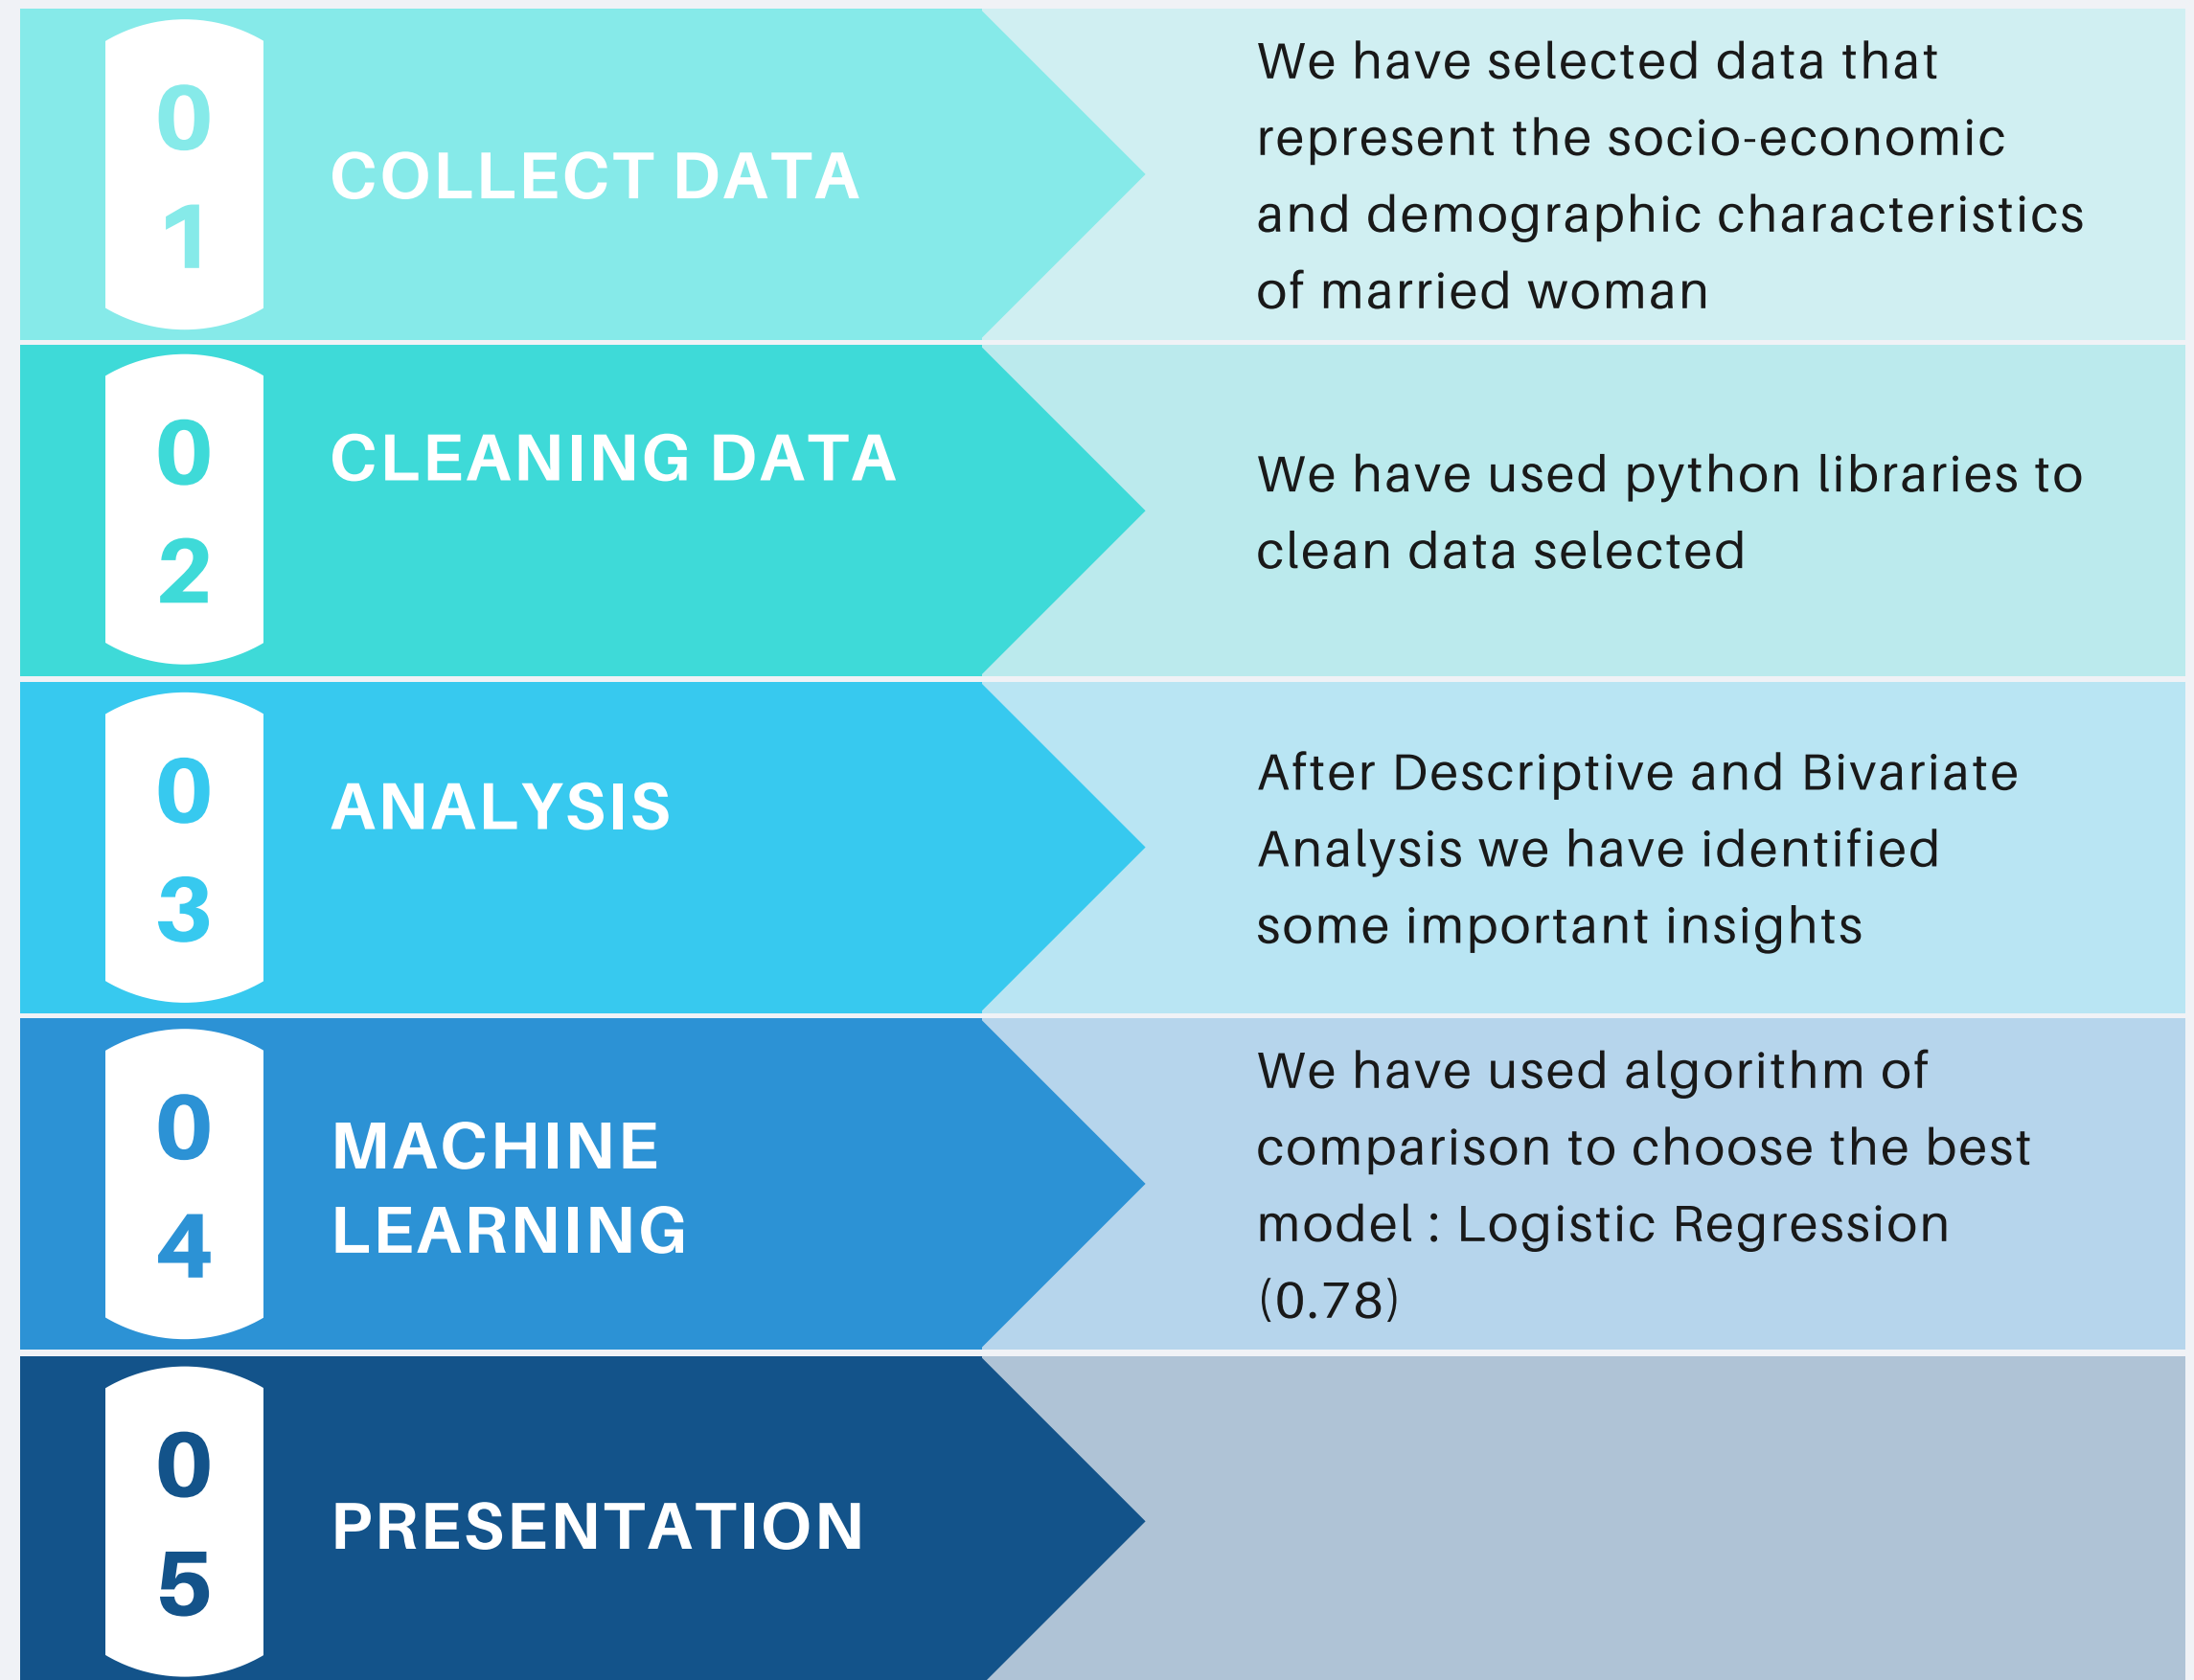 0
1
COLLECT DATA
We have selected data that
represent the socio-economic
and demographic characteristics
of married woman
0
2
CLEANING DATA
We have used python libraries to
clean data selected
0
3
ANALYSIS
After Descriptive and Bivariate
Analysis we have identified
some important insights
0
4
MACHINE
LEARNING
We have used algorithm of
comparison to choose the best
model : Logistic Regression
(0.78)
0
5
PRESENTATION